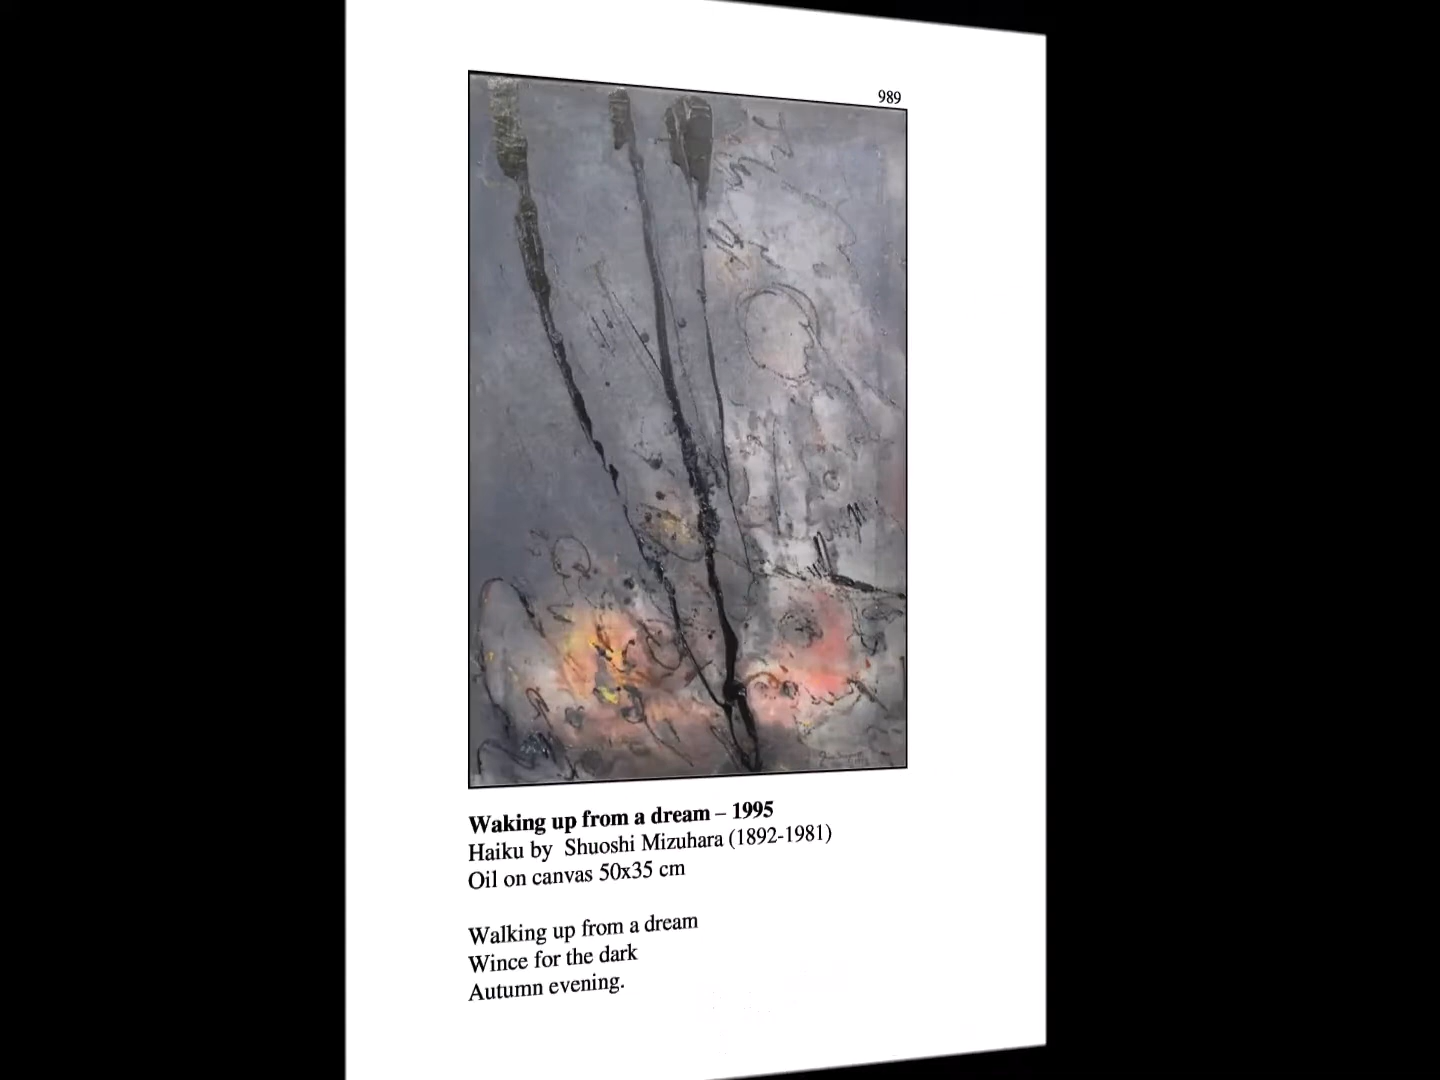 989
Waking up from a dream – 1995
Haiku by Shuoshi Mizuhara (1892-1981)
Oil on canvas 50x35 cm
Walking up from a dream
Wince for the dark
Autumn evening.